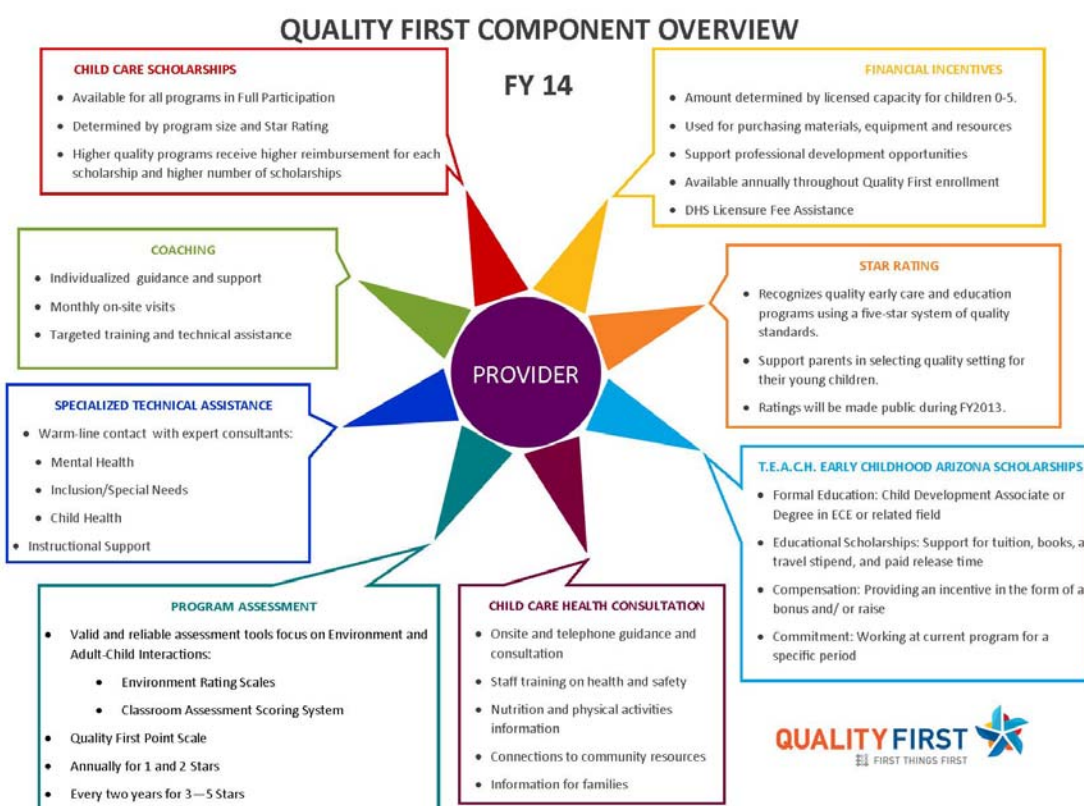 QUALITY FIRST COMPONENT OVERVIEW
FY 14
CHILD CARE SCHOLARSHIPS
• Available for all programs in Full Participation
• Determined by program size and Star Rating
• Higher quality programs receive higher reimbursement for each
scholarship and higher number of scholarships
FINANCIAL INCENTIVES
• Amount determined by licensed capacity for children 0-5.
• Used for purchasing materials, equipment and resources
• Support professional development opportunities
• Available annually throughout Quality First enrollment
• DHS Licensure Fee Assistance
COACHING
• Individualized guidance and support
• Monthly on-site visits
• Targeted training and technical assistance
STAR RATING
• Recognizes quality early care and education
programs using a five-star system of quality
standards.
• Support parents in selecting quality setting for
their young children.
• Ratings will be made public during FY2013.
PROVIDER
SPECIALIZED TECHNICAL ASSISTANCE
• Warm-line contact with expert consultants:
• Mental Health
• Inclusion/Special Needs
• Child Health
• Instructional Support
T.E.A.C.H. EARLY CHILDHOOD ARIZONA SCHOLARSHIPS
• Formal Education: Child Development Associate or
Degree in ECE or related field
• Educational Scholarships: Support for tuition, books, a
travel stipend, and paid release time
• Compensation: Providing an incentive in the form of a
bonus and/ or raise
• Commitment: Working at current program for a
specific period
PROGRAM ASSESSMENT
• Valid and reliable assessment tools focus on Environment and
Adult-Child Interactions:
• Environment Rating Scales
• Classroom Assessment Scoring System
• Quality First Point Scale
• Annually for 1 and 2 Stars
• Every two years for 3—5 Stars
CHILD CARE HEALTH CONSULTATION
• Onsite and telephone guidance and
consultation
• Staff training on health and safety
• Nutrition and physical activities
information
• Connections to community resources
• Information for families
QUALITY FIRST
FIRST THINGS FIRST